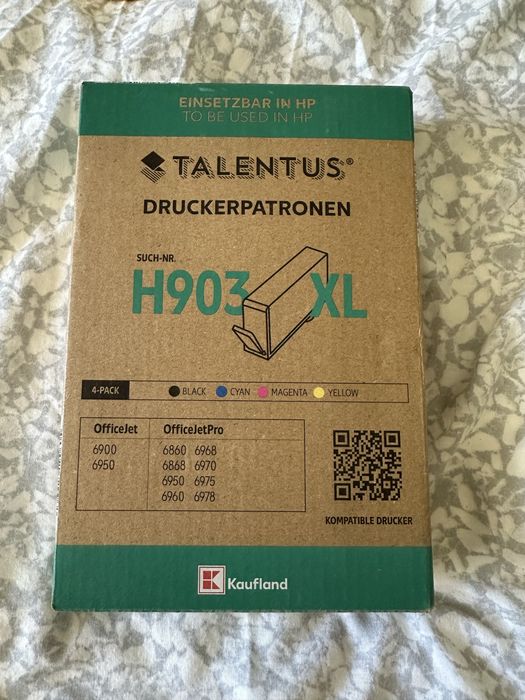 EINSETZBAR IN HP
TO BE USED IN HP
TALENTUS®
DRUCKERPATRONEN
SUCH-NR.
H903 XL
4-PACK BLACK CYAN MAGENTA YELLOW
OfficeJet OfficeJetPro
6900 6860 6968
6950 6868 6970
6950 6975
6960 6978
KOMPATIBLE DRUCKER
K Kaufland